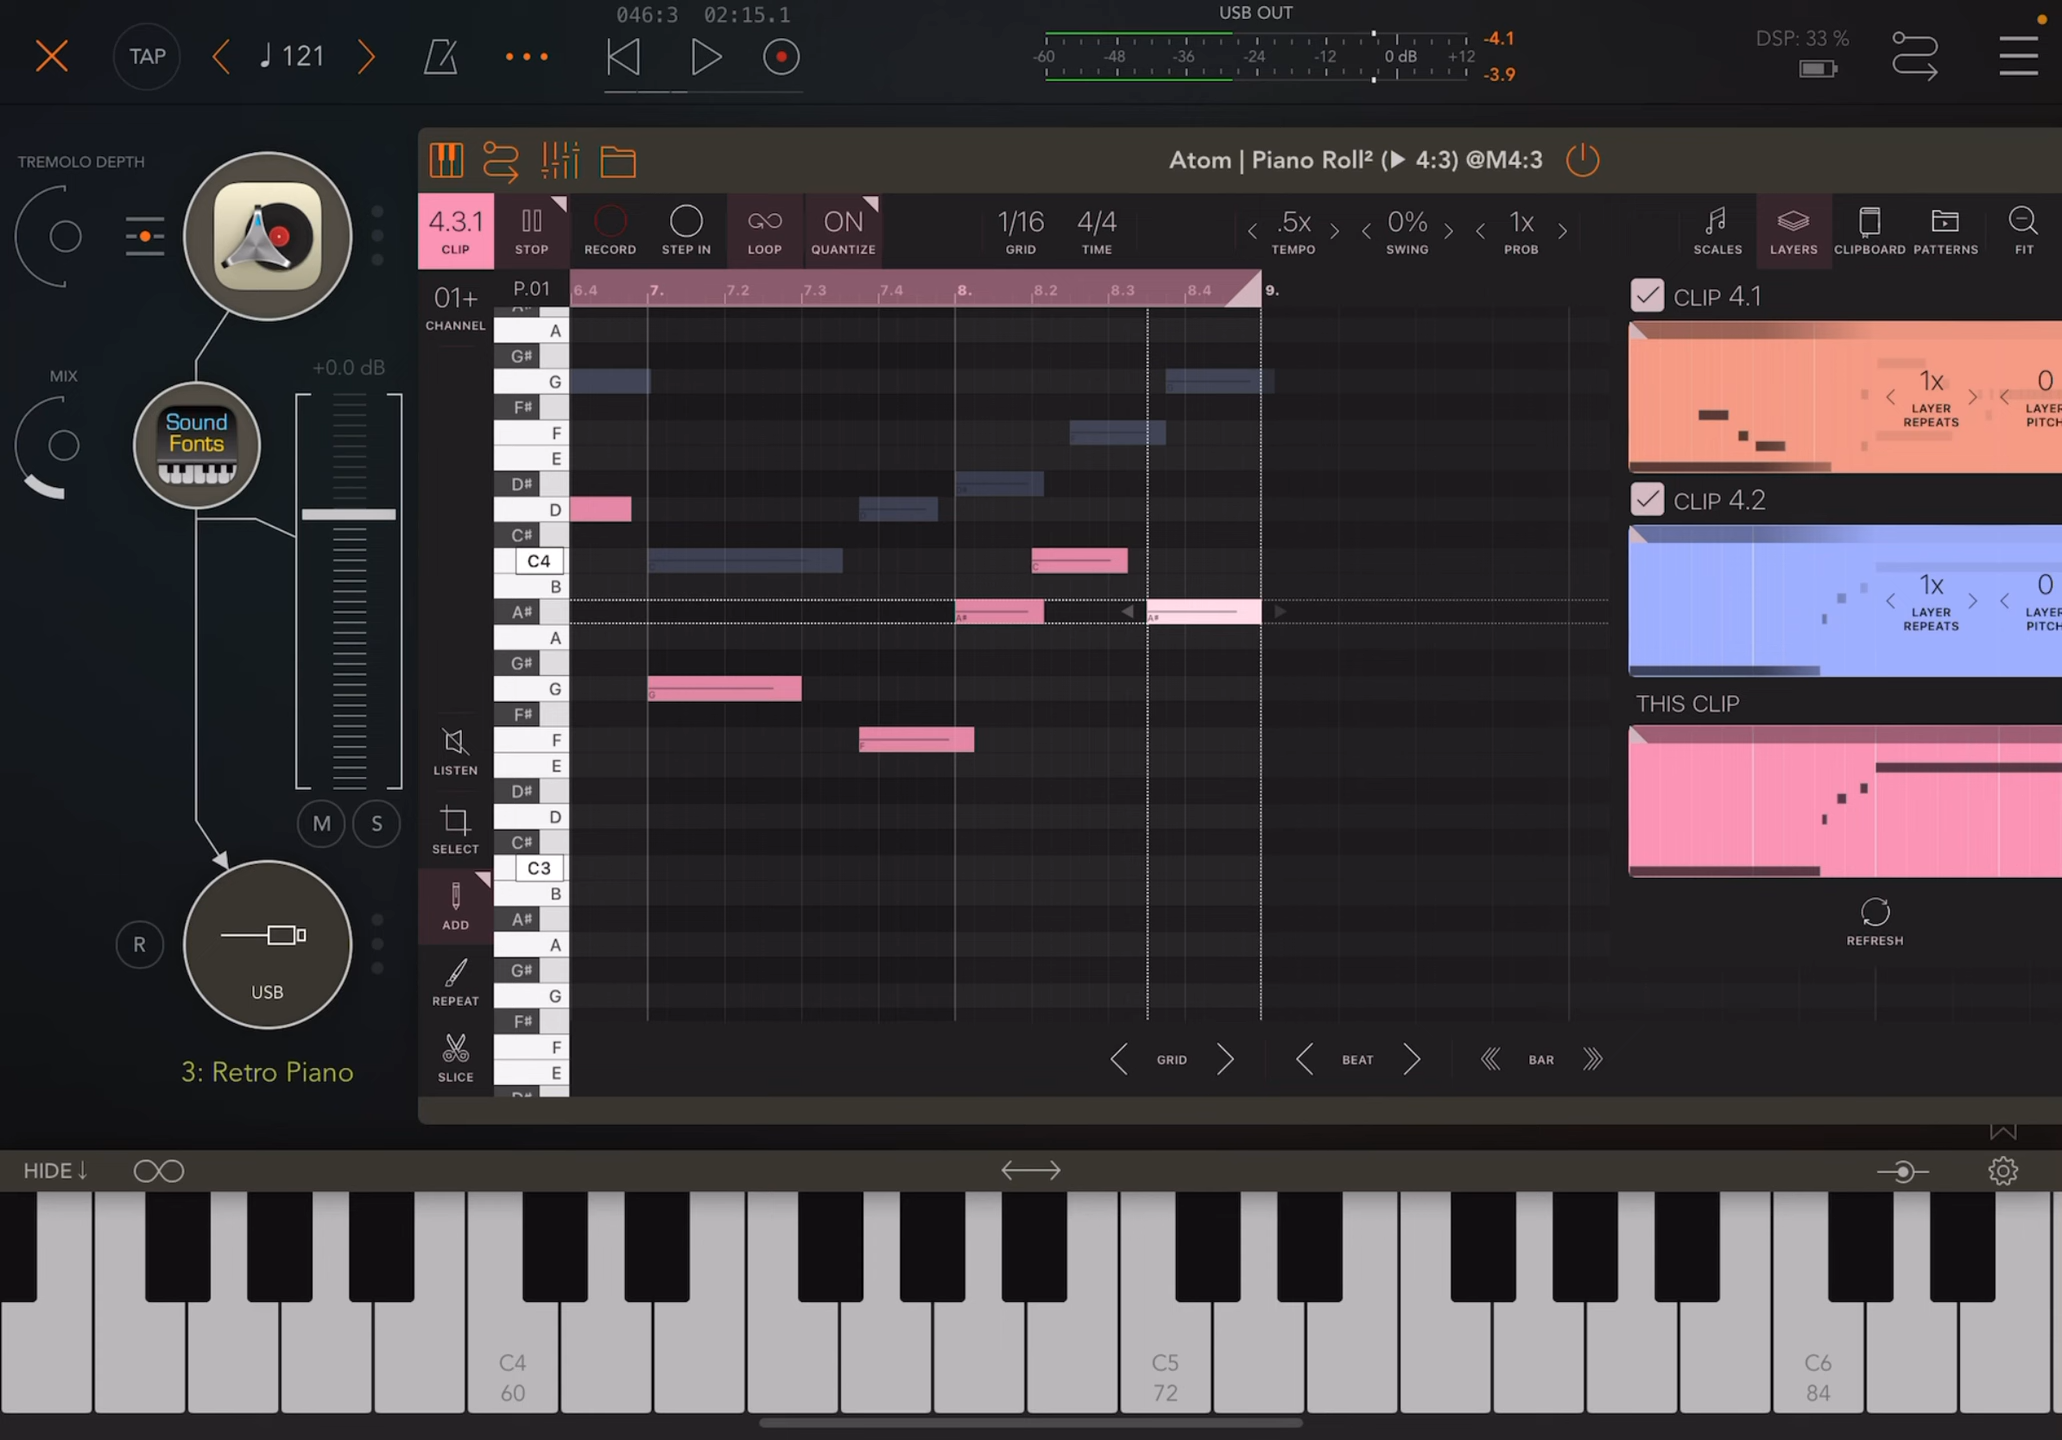 046:3 02:15.1 USB OUT
TAP ♩121 -60 -48 -36 -24 -12 0 dB +12 -4.1 -3.9 DSP: 33 %
TREMOLO DEPTH
Atom | Piano Roll² (▶ 4:3) @M4:3
4.3.1 ON 1/16 4/4 .5x 0% 1x
CLIP STOP RECORD STEP IN LOOP QUANTIZE GRID TIME TEMPO SWING PROB SCALES LAYERS CLIPBOARD PATTERNS FIT
01+ P.01 6.4 7. 7.2 7.3 7.4 8. 8.2 8.3 8.4 9. CLIP 4.1
CHANNEL
A
G#
G
F#
F
E
D#
D
C#
C4
B
A#
A
G#
G
F#
F
E
D#
D
C#
C3
B
A#
A
G#
G
F#
F
E
C
A# A#
G
1x 0
LAYER REPEATS LAYER
PITCH
CLIP 4.2
1x 0
LAYER REPEATS LAYER
PITCH
THIS CLIP
REFRESH
MIX
+0.0 dB
Sound
Fonts
M S
R
USB
3: Retro Piano
LISTEN
SELECT
ADD
REPEAT
SLICE
GRID BEAT BAR
HIDE↓
C4 C5 C6
60 72 84